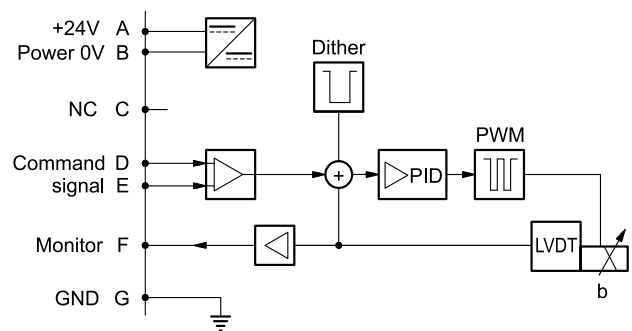 +24V A
Power 0V B
Dither
NC C
PWM
Command D
signal E
+
PID
Monitor F
LVDT
b
GND G